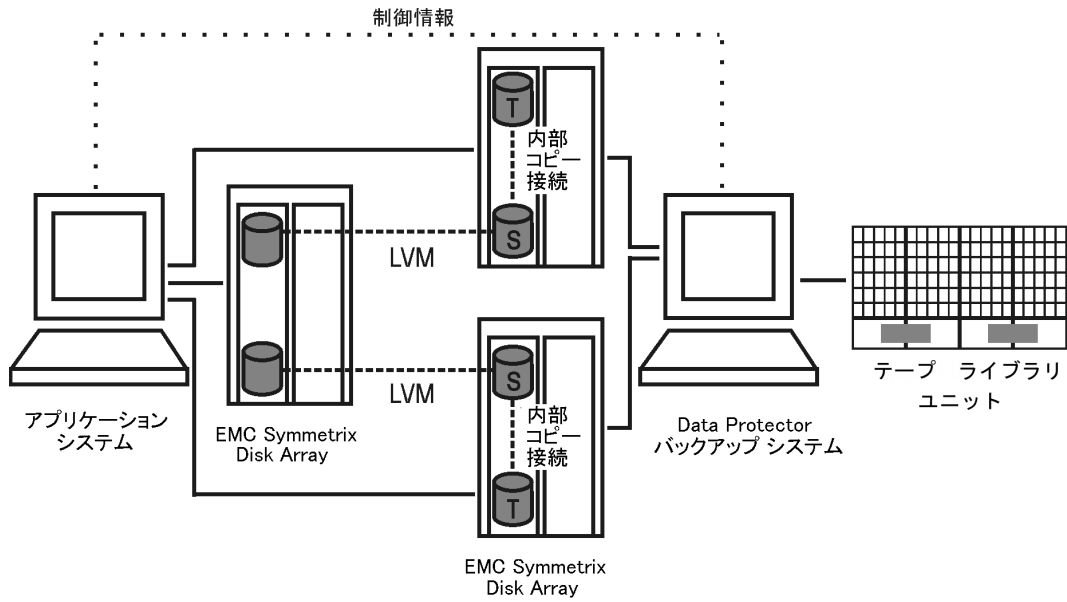 制御情報
T
内部
コピー
接続
S
LVM
S
LVM
内部
コピー
接続
T
アプリケーション
システム
EMC Symmetrix
Disk Array
Data Protector
バックアップ システム
テープ ライブラリ
ユニット
EMC Symmetrix
Disk Array